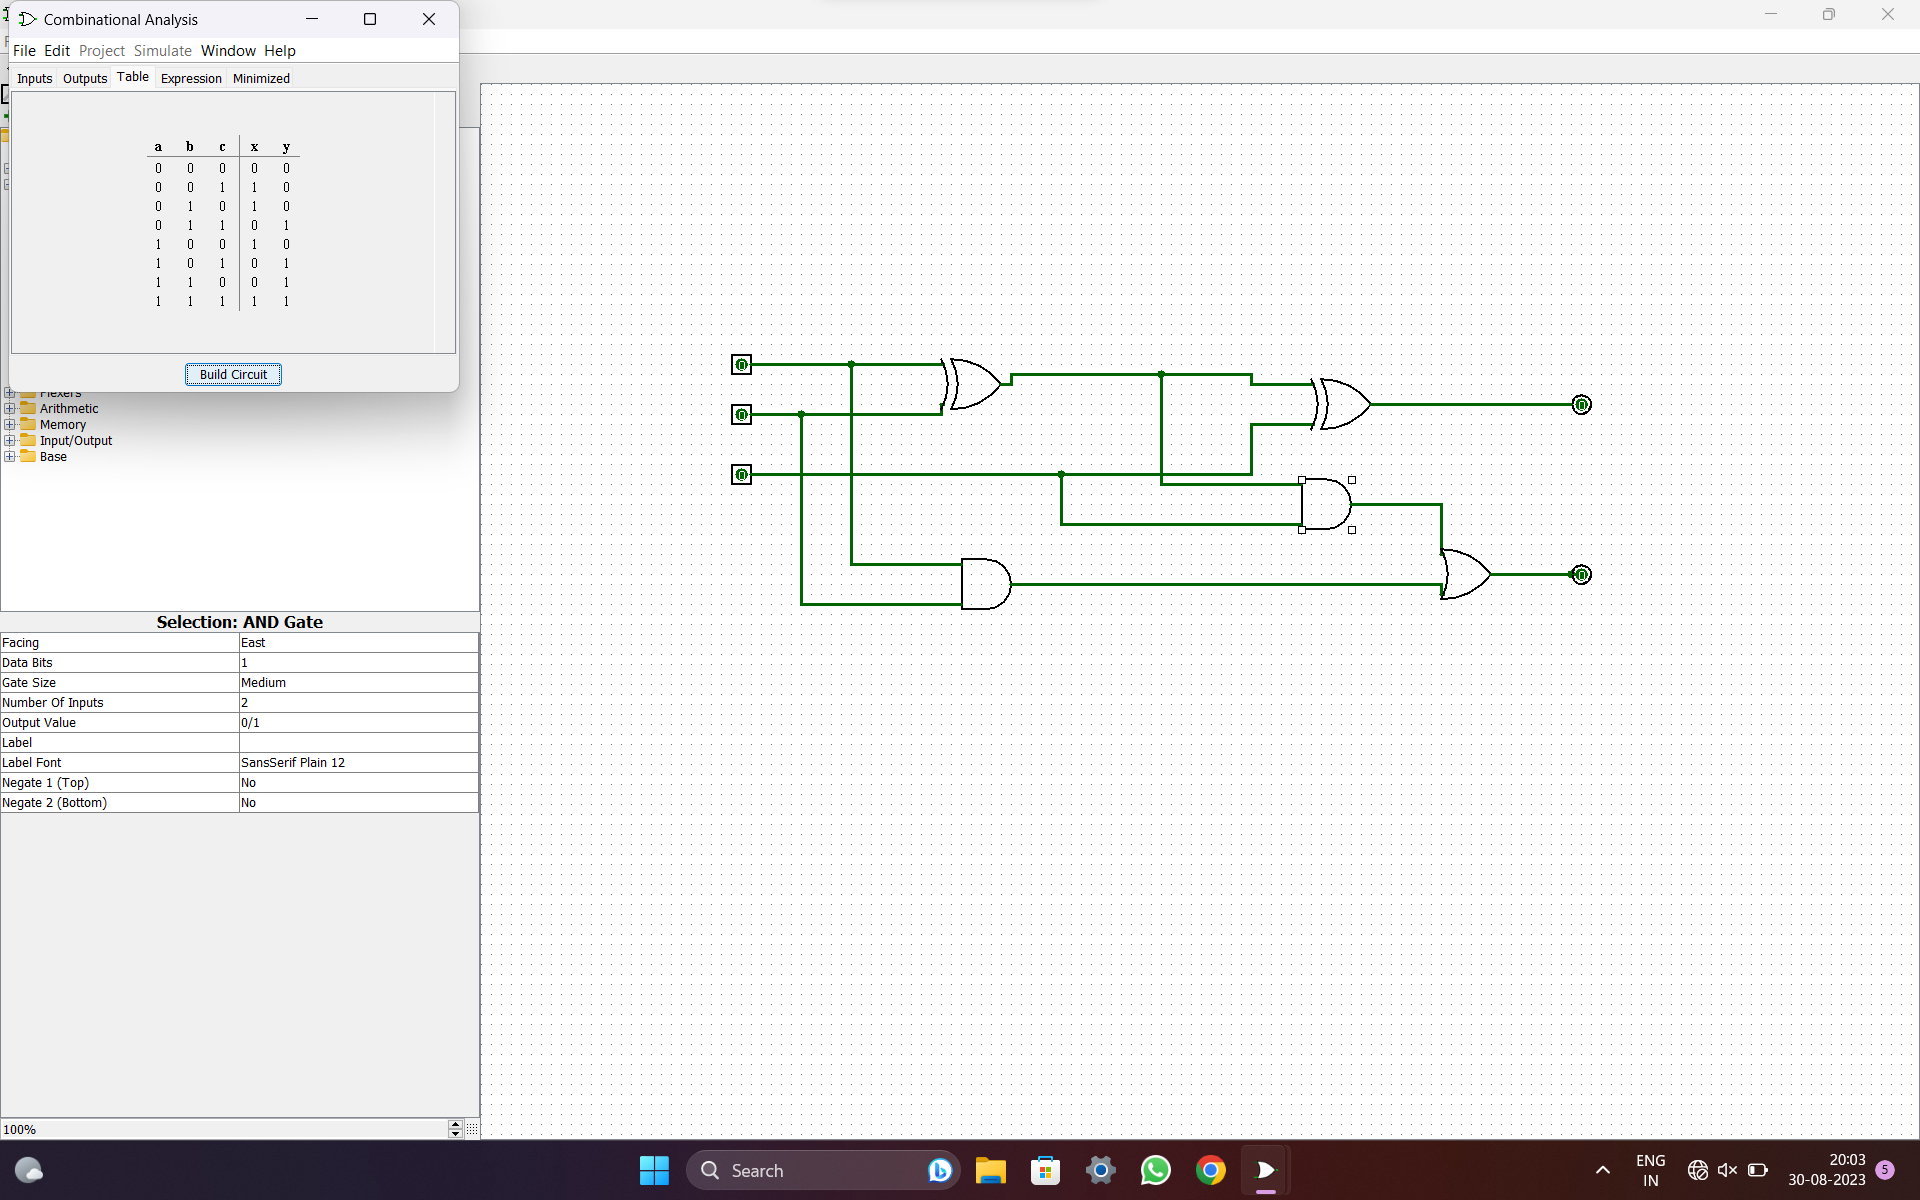 Combinational Analysis
File Edit Project Simulate Window Help
Inputs Outputs Table Expression Minimized
a b c x y
0 0 0 0 0
0 0 1 1 0
0 1 0 1 0
0 1 1 0 1
1 0 0 1 0
1 0 1 0 1
1 1 0 0 1
1 1 1 1 1
Build Circuit
Plexers
Arithmetic
Memory
Input/Output
Base
Selection: AND Gate
Facing East
Data Bits 1
Gate Size Medium
Number Of Inputs 2
Output Value 0/1
Label
Label Font SansSerif Plain 12
Negate 1 (Top) No
Negate 2 (Bottom) No
100%
Search
ENG
IN
20:03
30-08-2023
5